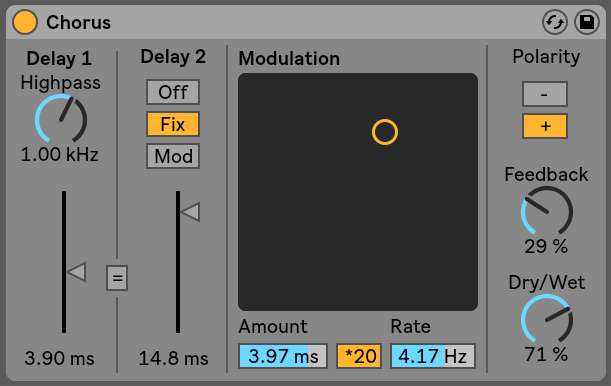 Chorus
Delay 1
Highpass
1.00 kHz
3.90 ms
=
Delay 2
Off
Fix
Mod
14.8 ms
Modulation
Amount
3.97 ms
*20
Rate
4.17 Hz
Polarity
-
+
Feedback
29 %
Dry/Wet
71 %